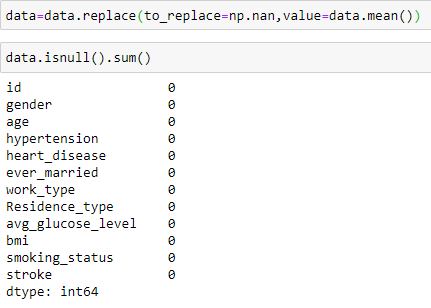 data=data.replace(to_replace=np.nan,value=data.mean())
data.isnull().sum()
id 0
gender 0
age 0
hypertension 0
heart_disease 0
ever_married 0
work_type 0
Residence_type 0
avg_glucose_level 0
bmi 0
smoking_status 0
stroke 0
dtype: int64